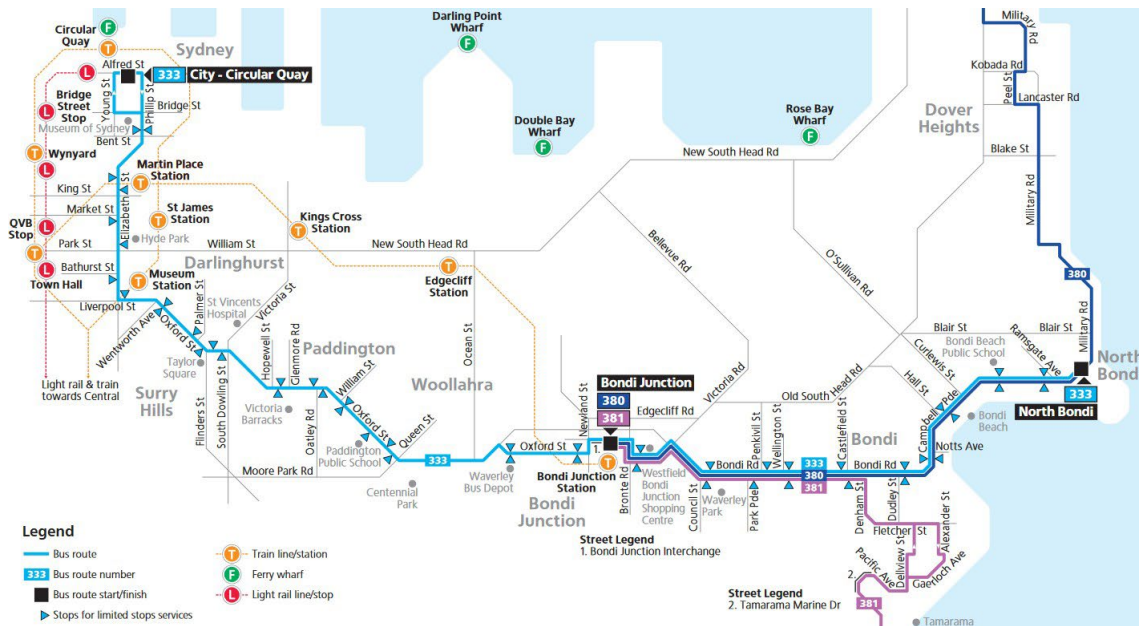 Circular
Quay
T
F
Sydney
Alfred St
L
333
City - Circular Quay
Young St
Phillip St
Bridge
Street
Stop
L
Bridge St
Museum of Sydney
Bent St
Wynyard
T
L
Martin Place
Station
T
King St
Elizabeth St
Market St
St James
Station
T
QVB
Stop
L
T
Park St
Hyde Park
William St
Bathurst St
Town Hall
L
Darlinghurst
Museum
Station
T
Liverpool St
Kings Cross
Station
T
New South Head Rd
Edgecliff
Station
T
Darling Point
Wharf
F
Double Bay
Wharf
F
Rose Bay
Wharf
F
New South Head Rd
Bellevue Rd
O'Sullivan Rd
Dover
Heights
Military
Rd
Kobada Rd
Peel St
Lancaster Rd
Blake St
Military Rd
380
Wentworth Ave
Oxford St
Palmer St
St Vincents
Hospital
Victoria St
Taylor
Square
Surry
Hills
Flinders St
South Dowling St
Hopewell St
Glenmore Rd
Paddington
Victoria
Barracks
Oatley Rd
William St
Oxford St
Paddington
Public School
Queen St
Moore Park Rd
Centennial
Park
Woollahra
Ocean St
333
Waverley
Bus Depot
Oxford St
Newland St
Bondi Junction
380
381
Edgecliff Rd
1.
T
Bondi Junction
Station
Bondi
Junction
Bronte Rd
Westfield
Bondi
Junction
Shopping
Centre
Victoria Rd
Old South Head Rd
Council St
Waverley
Park
Penkivil St
Park Pde
Wellington St
Bondi Rd
333
380
381
Castlefield St
Bondi
Bondi Rd
Denham St
Dudley St
Hall St
Curlewis St
Campbell Pde
Notts Ave
Blair St
Bondi Beach
Public School
Ramsgate Ave
Blair St
Military Rd
Bondi
Beach
North
Bondi
333
North Bondi
Fletcher St
Alexander St
Dellview St
Gaerloch Ave
Pacific Ave
2.
381
Tamarama
Light rail & train
towards Central
Legend
Bus route
333 Bus route number
Bus route start/finish
Stops for limited stops services
T Train line/station
F Ferry wharf
L Light rail line/stop
Street Legend
1. Bondi Junction Interchange
Street Legend
2. Tamarama Marine Dr